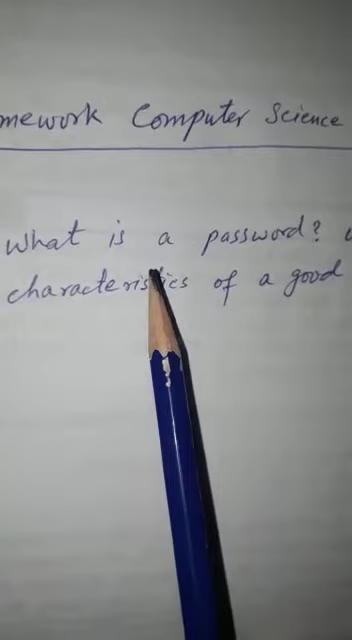 mework Computer Science
What is a password?
characteristics of a good